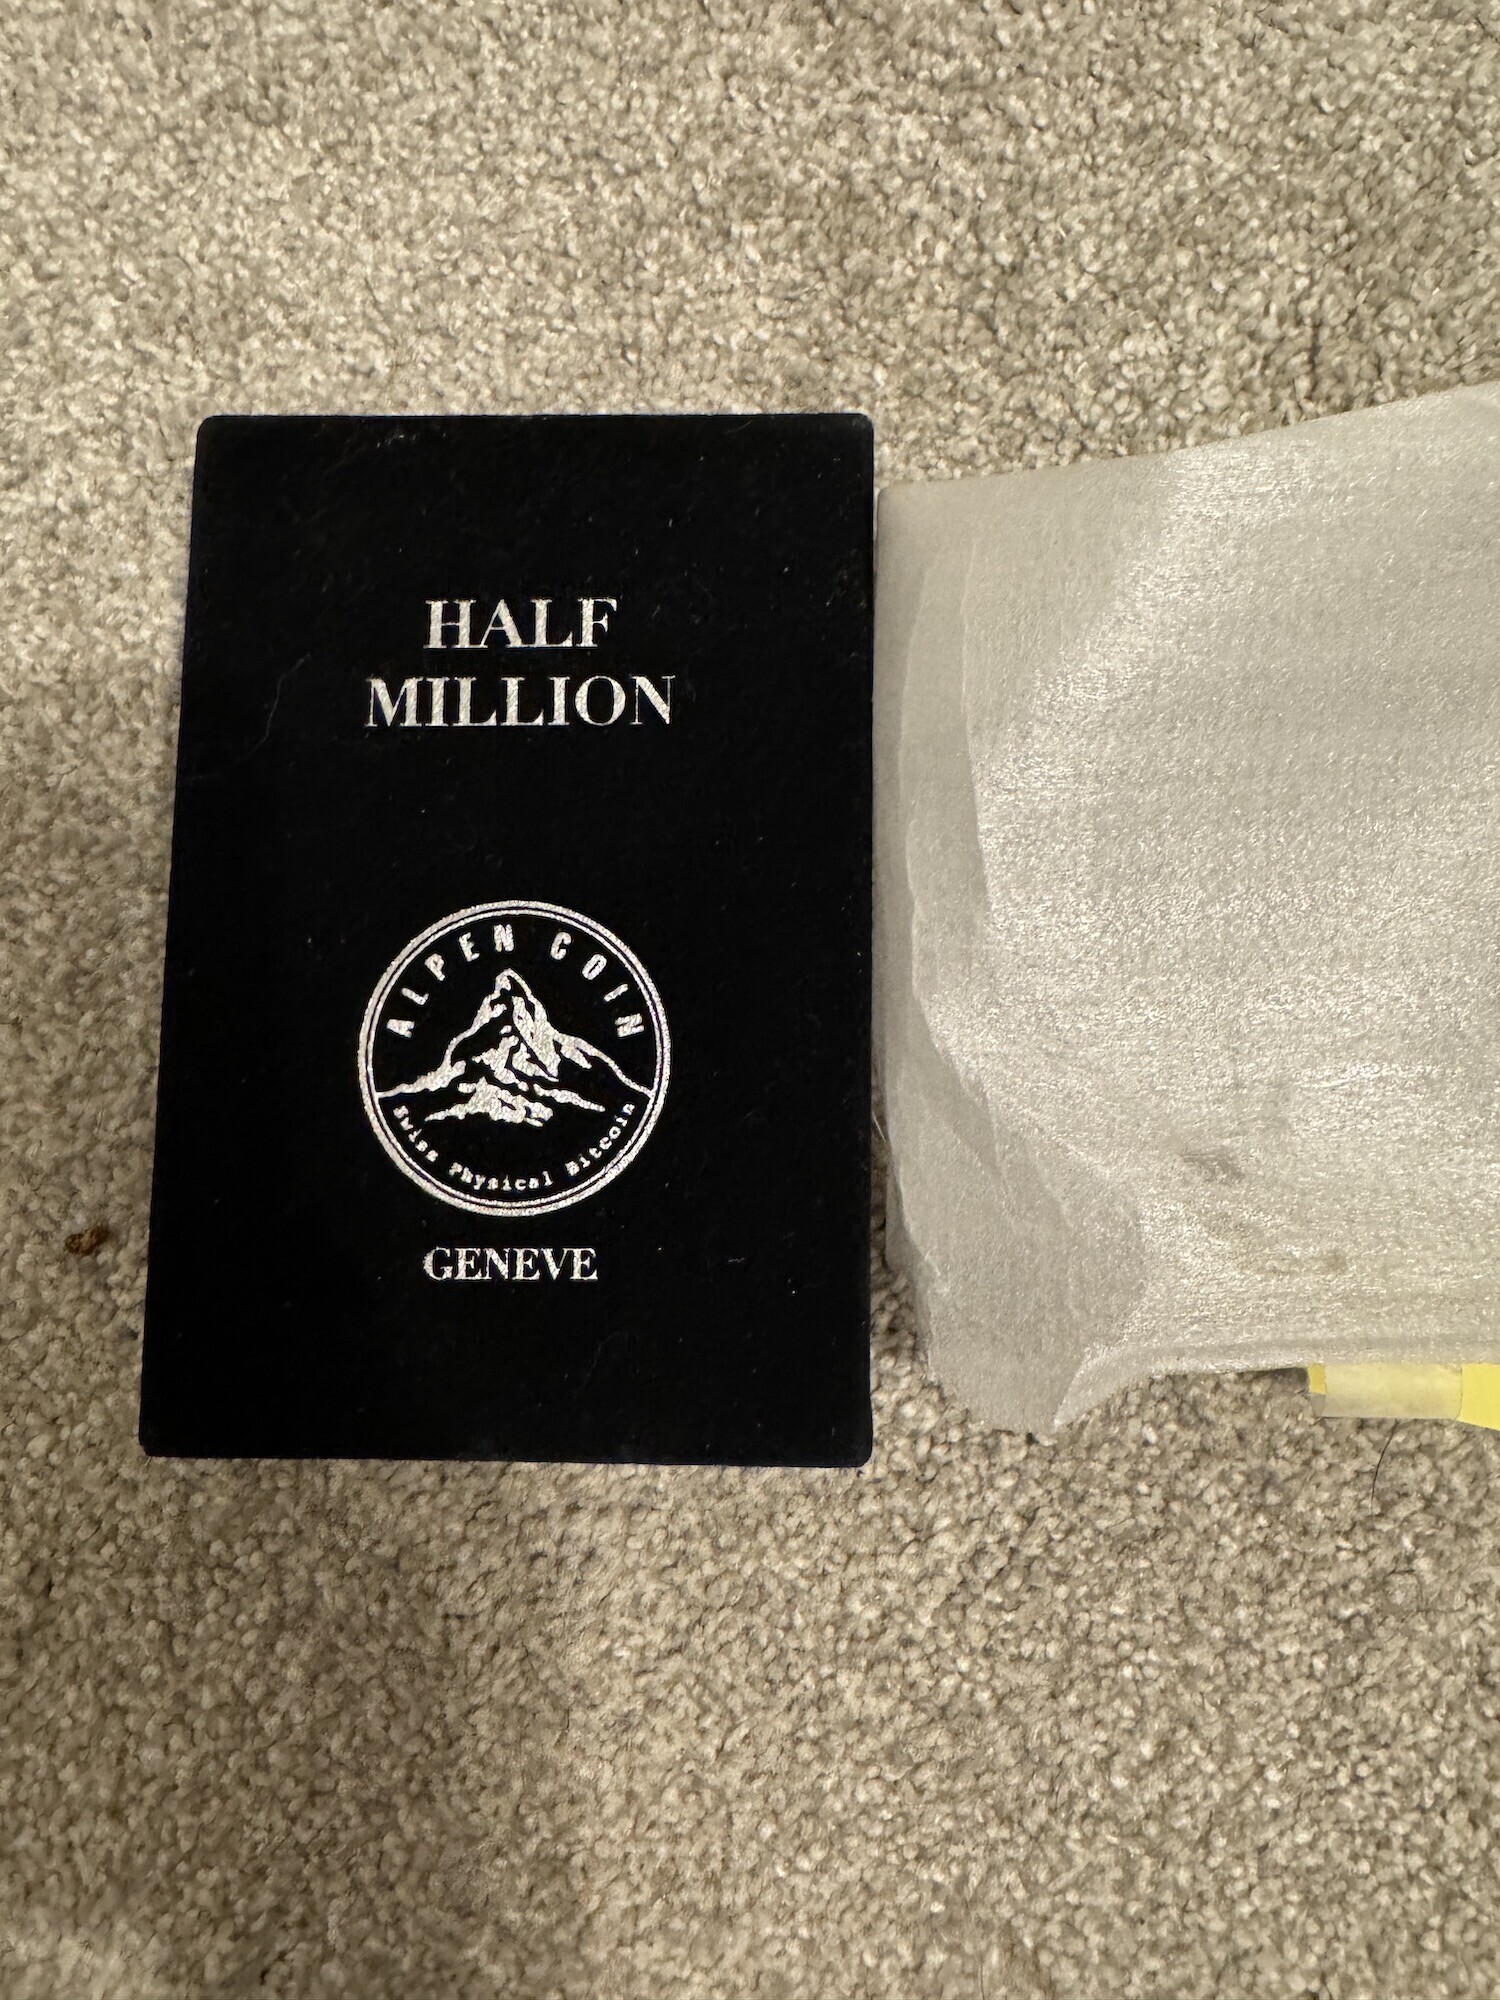 HALF
MILLION
ALPEN COIN
Swiss Physical Bitcoin
GENEVE